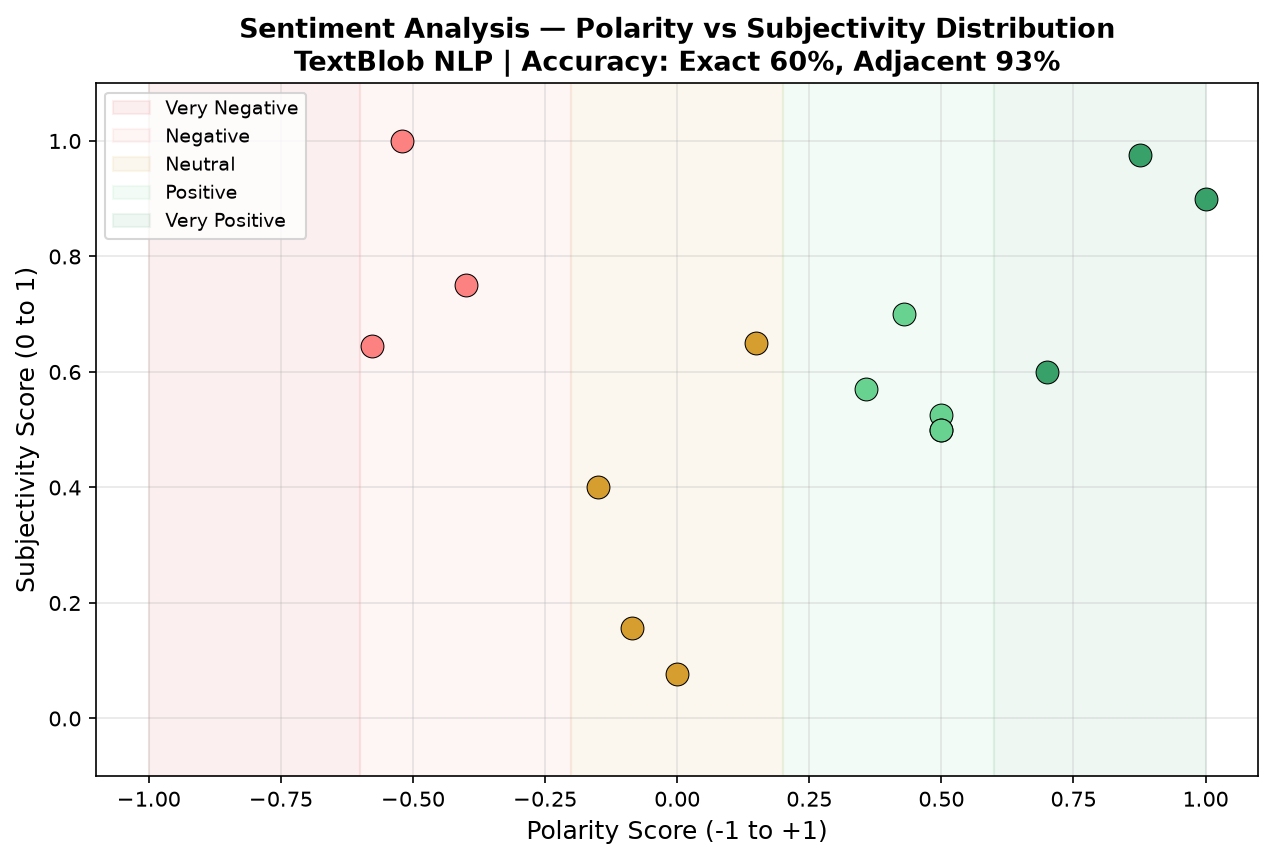 Sentiment Analysis — Polarity vs Subjectivity Distribution
TextBlob NLP | Accuracy: Exact 60%, Adjacent 93%
Very Negative
Negative
Neutral
Positive
Very Positive
Subjectivity Score (0 to 1)
1.0
0.8
0.6
0.4
0.2
0.0
−1.00 −0.75 −0.50 −0.25 0.00 0.25 0.50 0.75 1.00
Polarity Score (-1 to +1)